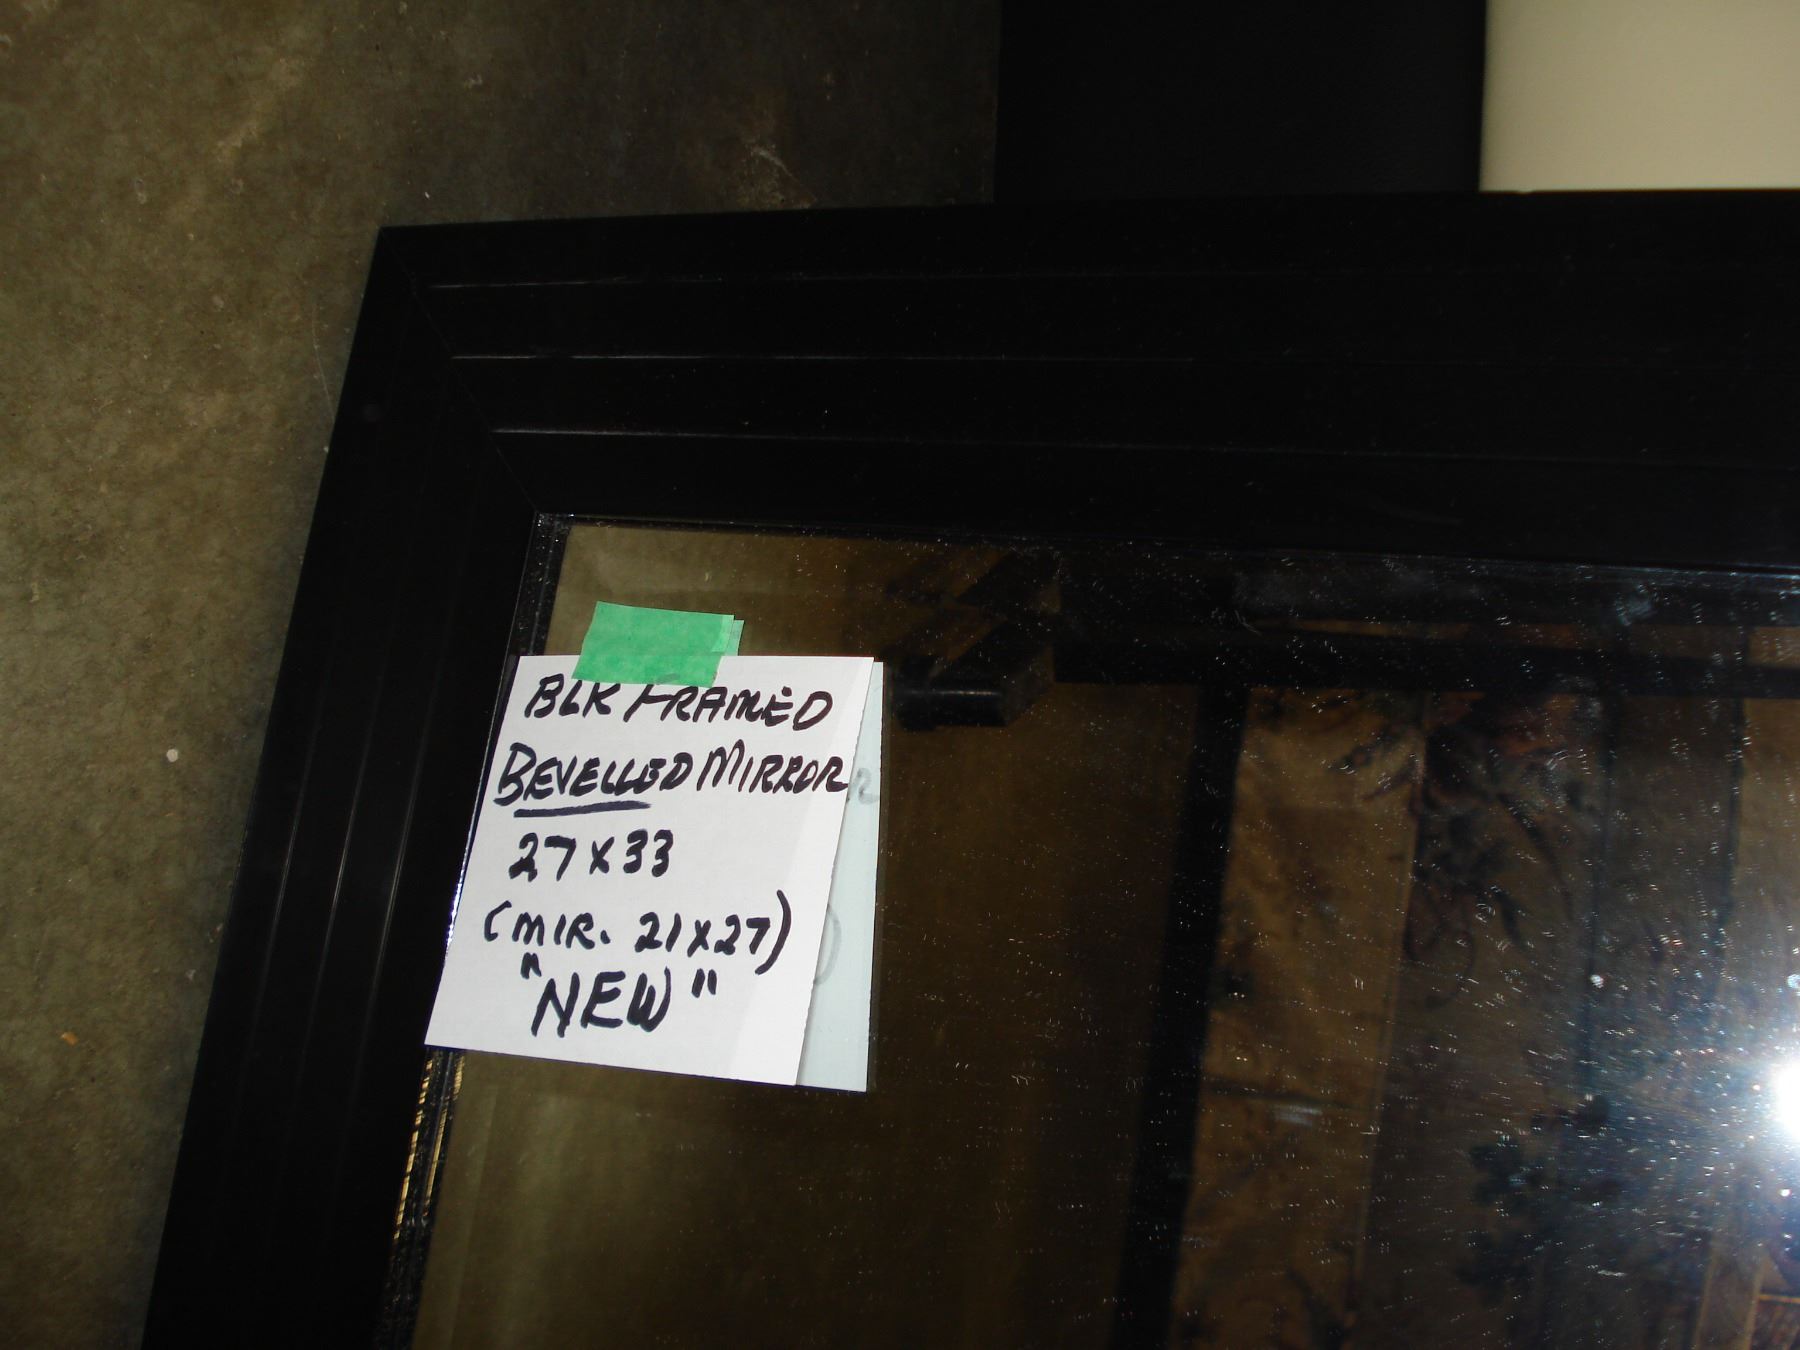 BLK FRAMED
BEVELLED MIRROR
27 x 33
(MIR. 21 x 27)
"NEW"